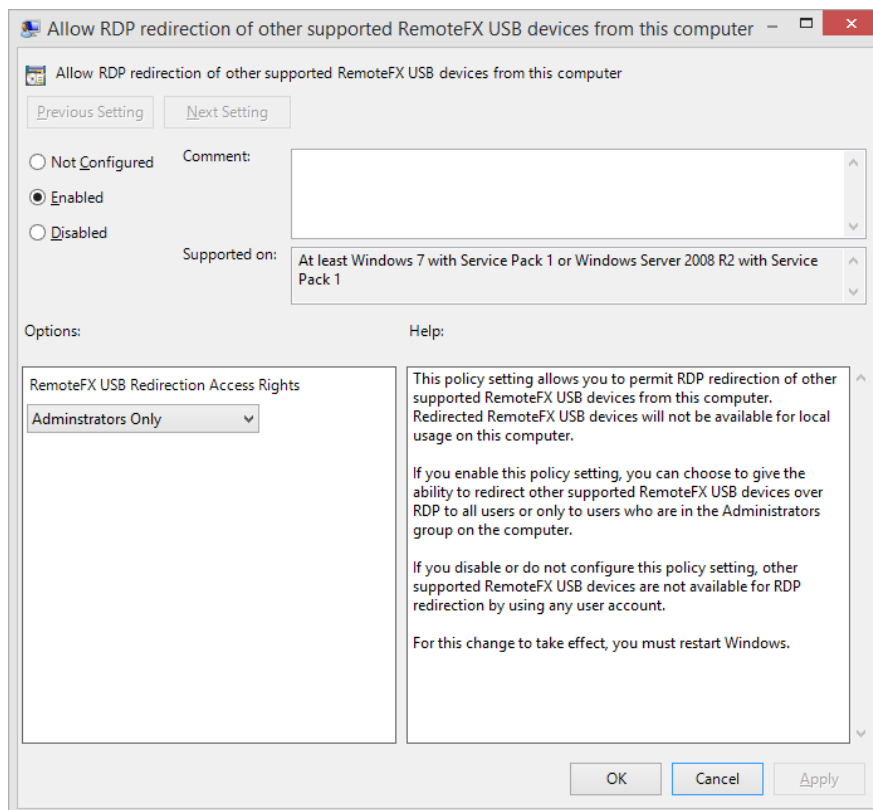 Allow RDP redirection of other supported RemoteFX USB devices from this computer
Allow RDP redirection of other supported RemoteFX USB devices from this computer
Previous Setting
Next Setting
Not Configured
Comment:
Enabled
Disabled
Supported on:
At least Windows 7 with Service Pack 1 or Windows Server 2008 R2 with Service
Pack 1
Options:
Help:
RemoteFX USB Redirection Access Rights
Adminstrators Only
This policy setting allows you to permit RDP redirection of other
supported RemoteFX USB devices from this computer.
Redirected RemoteFX USB devices will not be available for local
usage on this computer.
If you enable this policy setting, you can choose to give the
ability to redirect other supported RemoteFX USB devices over
RDP to all users or only to users who are in the Administrators
group on the computer.
If you disable or do not configure this policy setting, other
supported RemoteFX USB devices are not available for RDP
redirection by using any user account.
For this change to take effect, you must restart Windows.
OK
Cancel
Apply